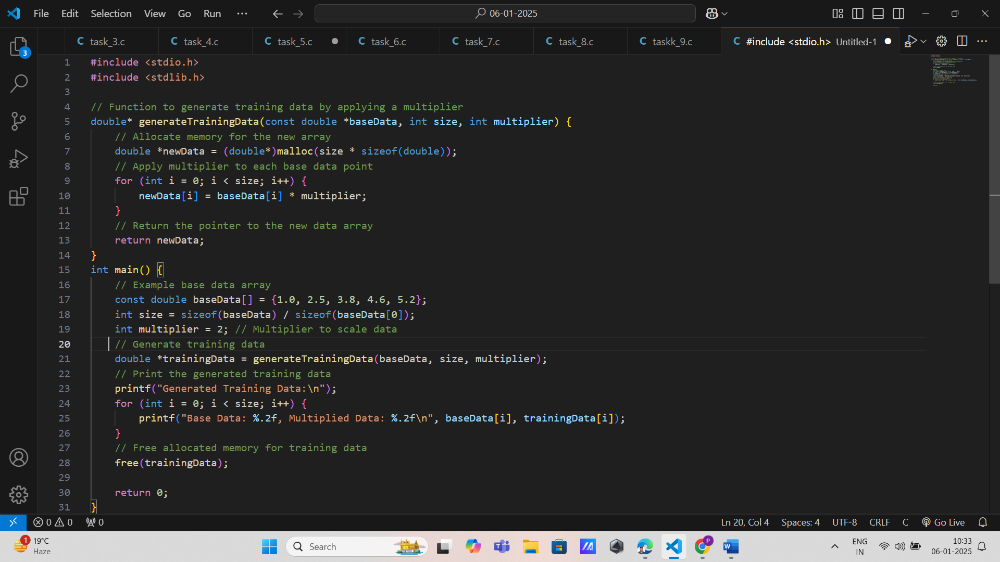 File Edit Selection View Go Run ··· 06-01-2025
task_3.c task_4.c task_5.c task_6.c task_7.c task_8.c taskk_9.c #include <stdio.h> Untitled-1
3
1 #include <stdio.h>
2 #include <stdlib.h>
3
4 // Function to generate training data by applying a multiplier
5 double* generateTrainingData(const double *baseData, int size, int multiplier) {
6 // Allocate memory for the new array
7 double *newData = (double*)malloc(size * sizeof(double));
8 // Apply multiplier to each base data point
9 for (int i = 0; i < size; i++) {
10 newData[i] = baseData[i] * multiplier;
11 }
12 // Return the pointer to the new data array
13 return newData;
14 }
15 int main() {
16 // Example base data array
17 const double baseData[] = {1.0, 2.5, 3.8, 4.6, 5.2};
18 int size = sizeof(baseData) / sizeof(baseData[0]);
19 int multiplier = 2; // Multiplier to scale data
20 // Generate training data
21 double *trainingData = generateTrainingData(baseData, size, multiplier);
22 // Print the generated training data
23 printf("Generated Training Data:\n");
24 for (int i = 0; i < size; i++) {
25 printf("Base Data: %.2f, Multiplied Data: %.2f\n", baseData[i], trainingData[i]);
26 }
27 // Free allocated memory for training data
28 free(trainingData);
29
30 return 0;
31 }
0 0 0 Ln 20, Col 4 Spaces: 4 UTF-8 CRLF C Go Live
1 19°C
Haze
Search
ENG
IN
10:33
06-01-2025